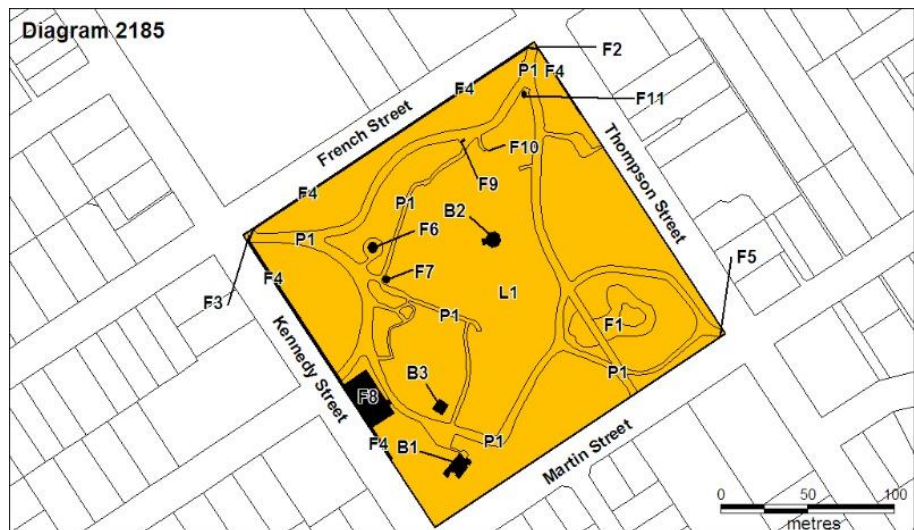 Diagram 2185
F2
P1
F4
F4
F11
French Street
Thompson Street
F10
F9
F4
P1
B2
F6
P1
F5
F4
F7
L1
F3
P1
F1
Kennedy Street
B3
P1
F8
F4
B1
P1
Martin Street
0 50 100
metres